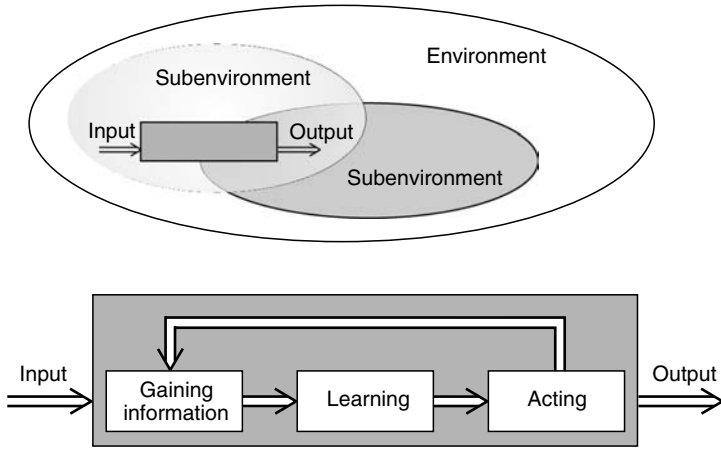 Environment
Subenvironment
Input
Output
Subenvironment
Input
Gaining
information
Learning
Acting
Output